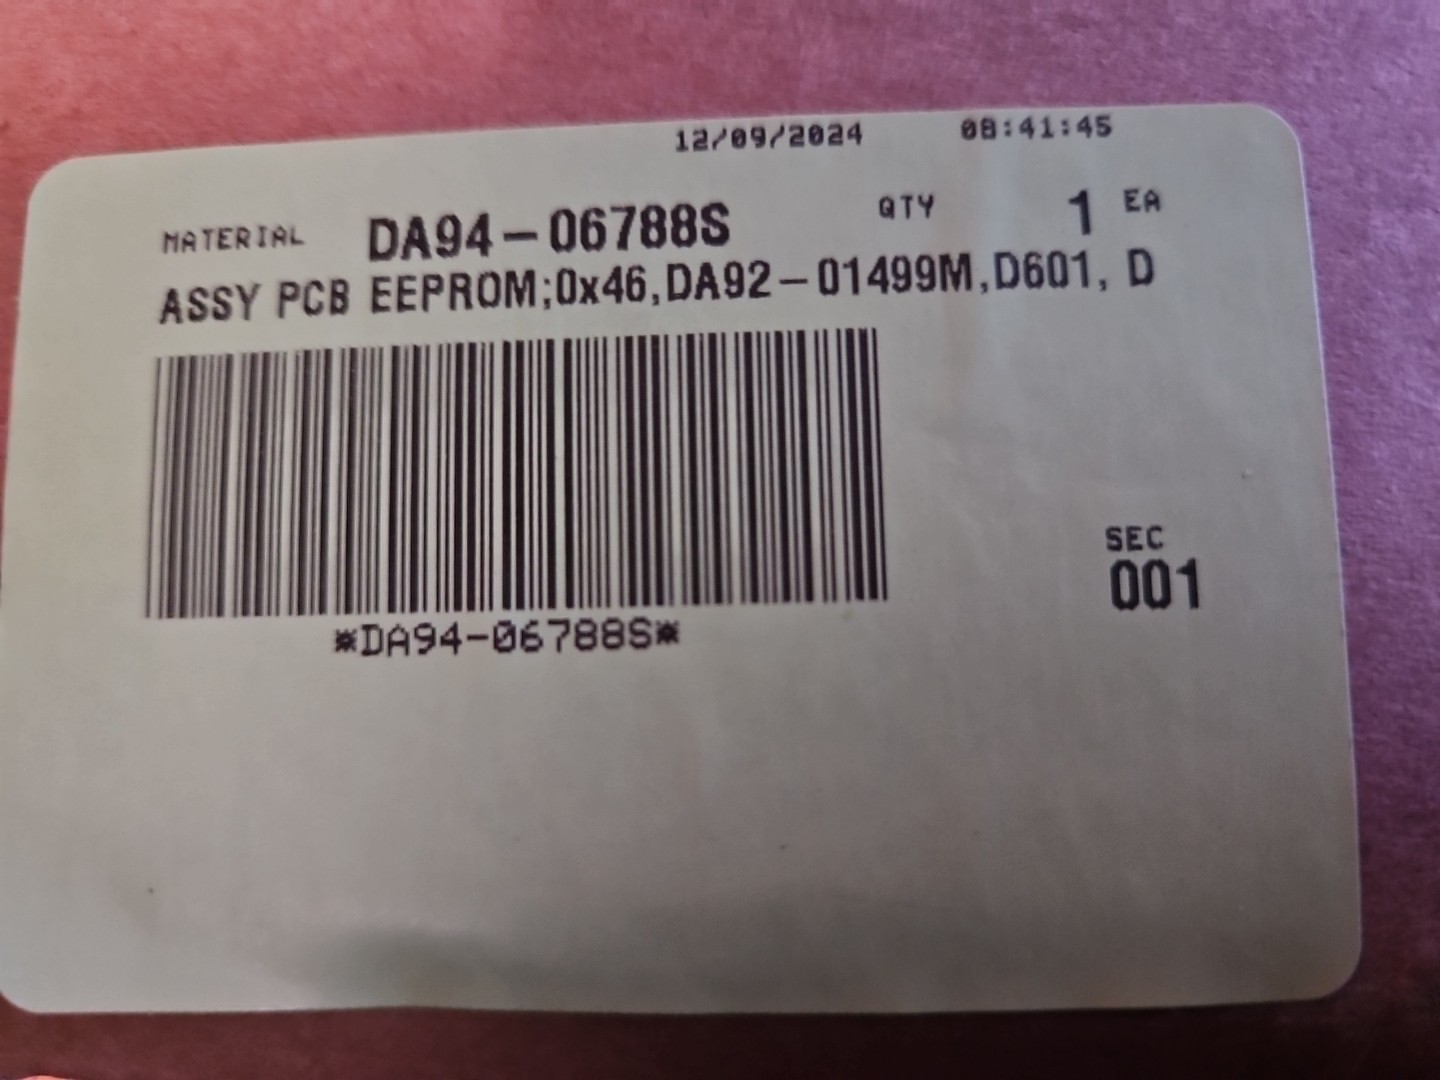 12/09/2024 08:41:45
MATERIAL DA94-06788S QTY 1 EA
ASSY PCB EEPROM;0x46,DA92-01499M,D601, D
SEC
001
*DA94-06788S*